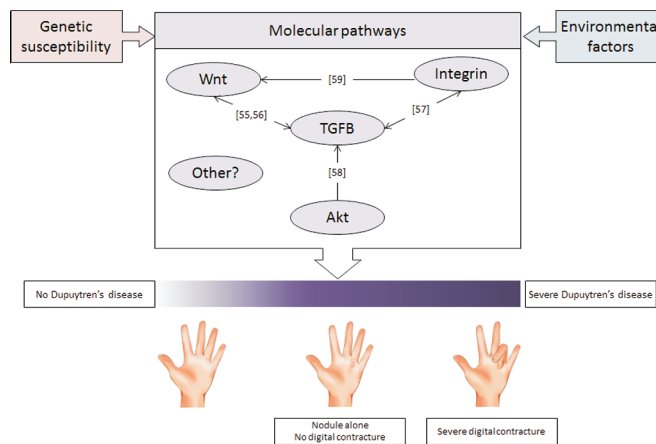 Genetic
susceptibility
Molecular pathways
Environmental
factors
Wnt
[59]
Integrin
[55,56]
[57]
TGFB
[58]
Other?
Akt
No Dupuytren's disease
Severe Dupuytren's disease
Nodule alone
No digital contracture
Severe digital contracture